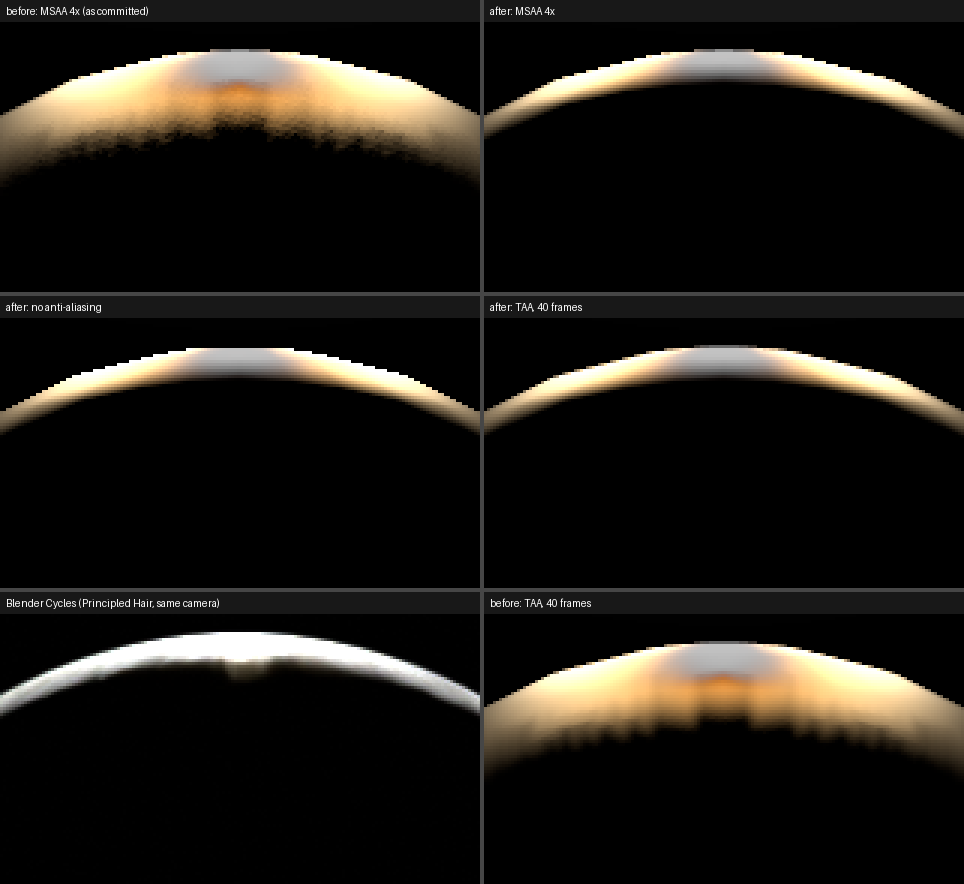 before: MSAA 4x (as committed)
after: MSAA 4x
after: no anti-aliasing
after: TAA, 40 frames
Blender Cycles (Principled Hair, same camera)
before: TAA, 40 frames